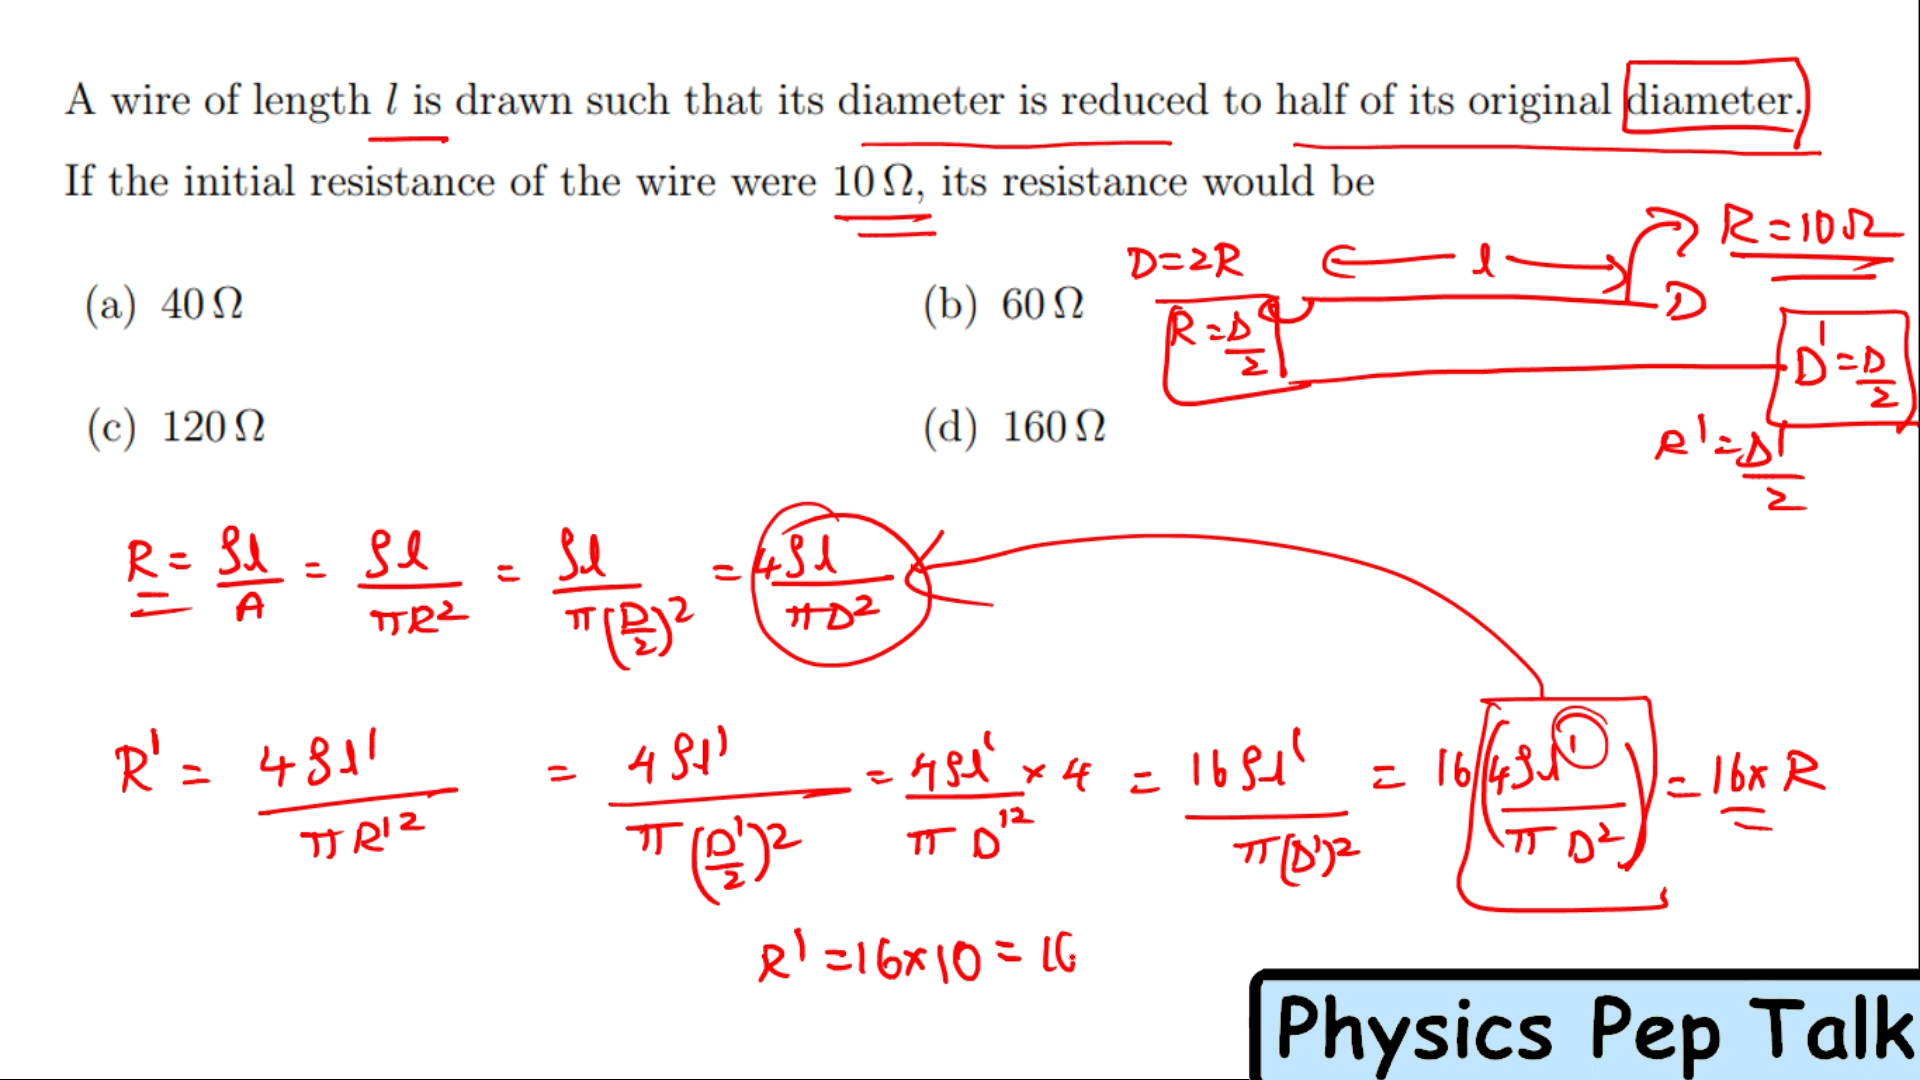 A wire of length l is drawn such that its diameter is reduced to half of its original diameter.
If the initial resistance of the wire were 10 Ω, its resistance would be
(a) 40 Ω
(b) 60 Ω
(c) 120 Ω
(d) 160 Ω
D=2R
R=D/2
l
D
R=10Ω
D'=D/2
R'=D'/2
R = ρl/A = ρl/πR² = ρl/π(D/2)² = 4ρl/πD²
R' = 4ρl'/πR'² = 4ρl'/π(D'/2)² = 4ρl'/πD'² × 4 = 16ρl'/π(D')² = 16(4ρl'/πD²) = 16×R
R' = 16×10 = 16
Physics Pep Talk